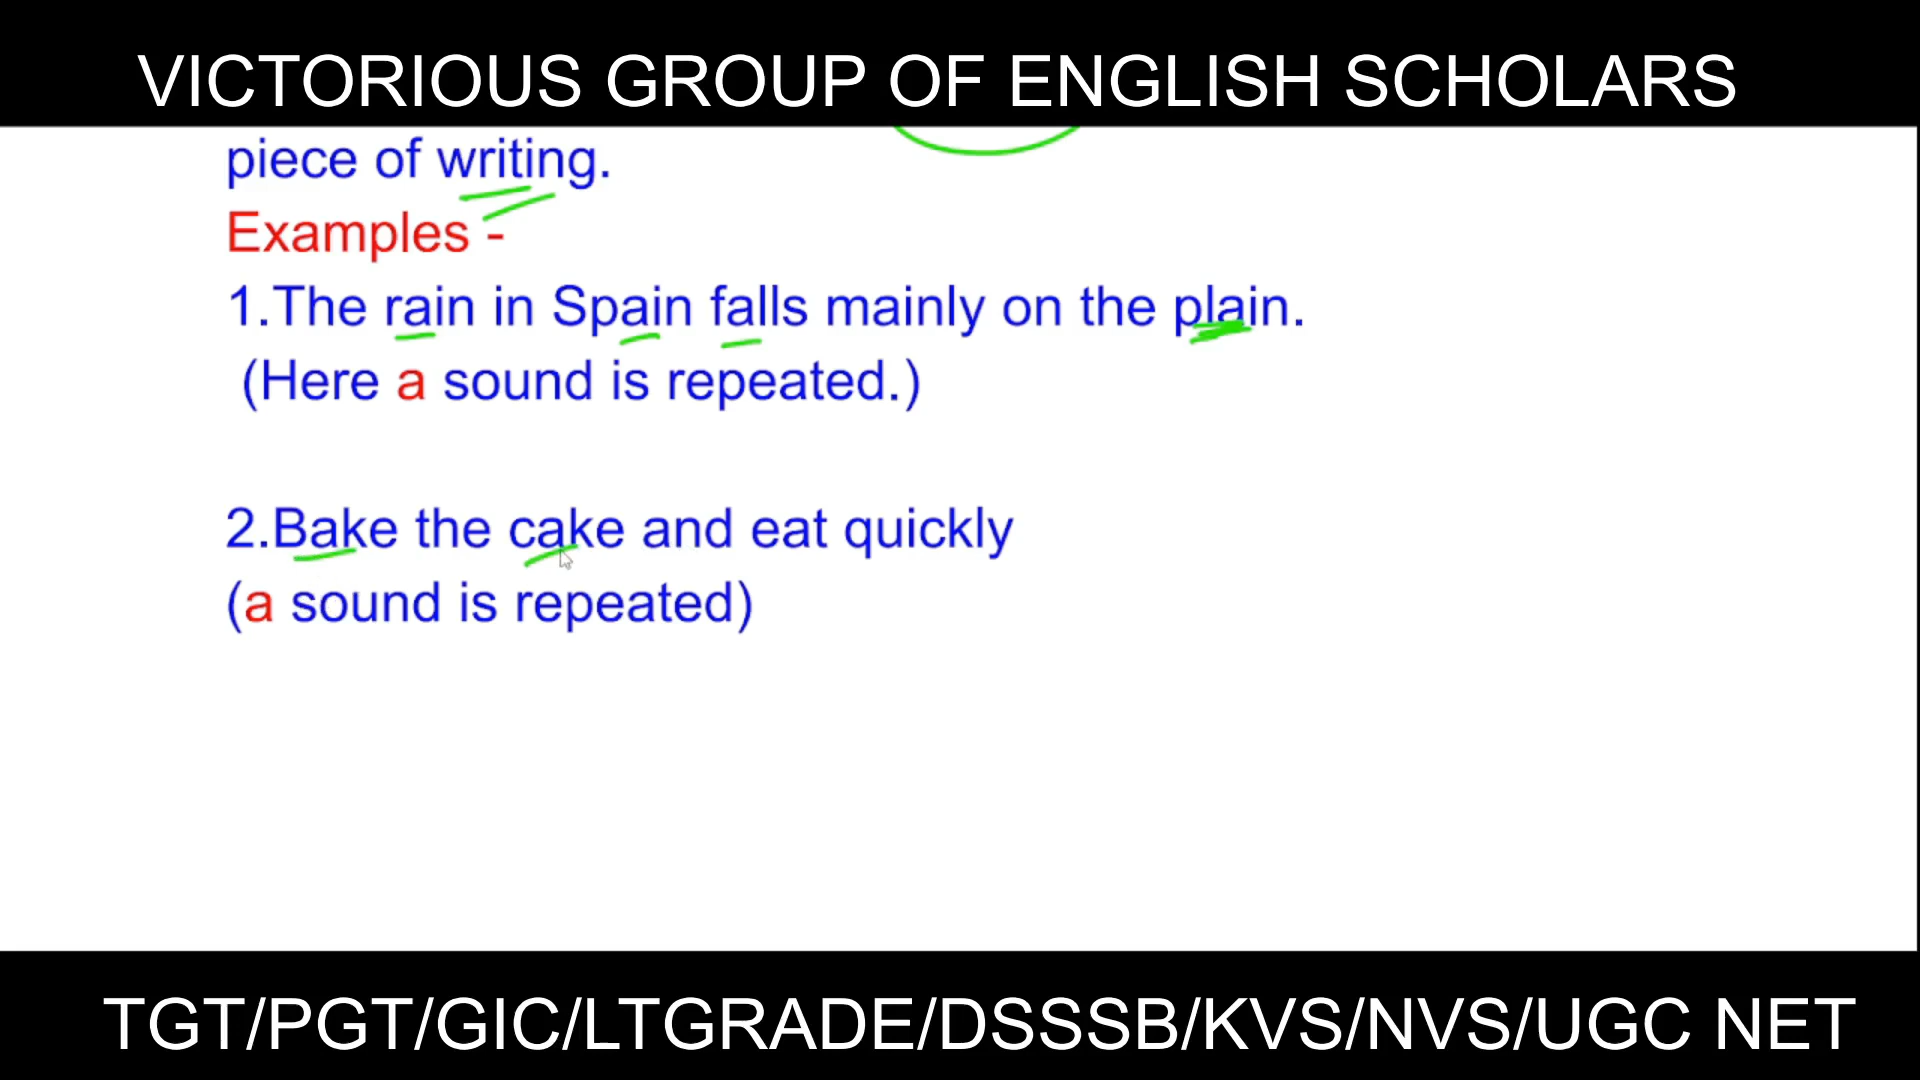 VICTORIOUS GROUP OF ENGLISH SCHOLARS
piece of writing.
Examples -
1.The rain in Spain falls mainly on the plain.
(Here a sound is repeated.)
2.Bake the cake and eat quickly
(a sound is repeated)
TGT/PGT/GIC/LTGRADE/DSSSB/KVS/NVS/UGC NET